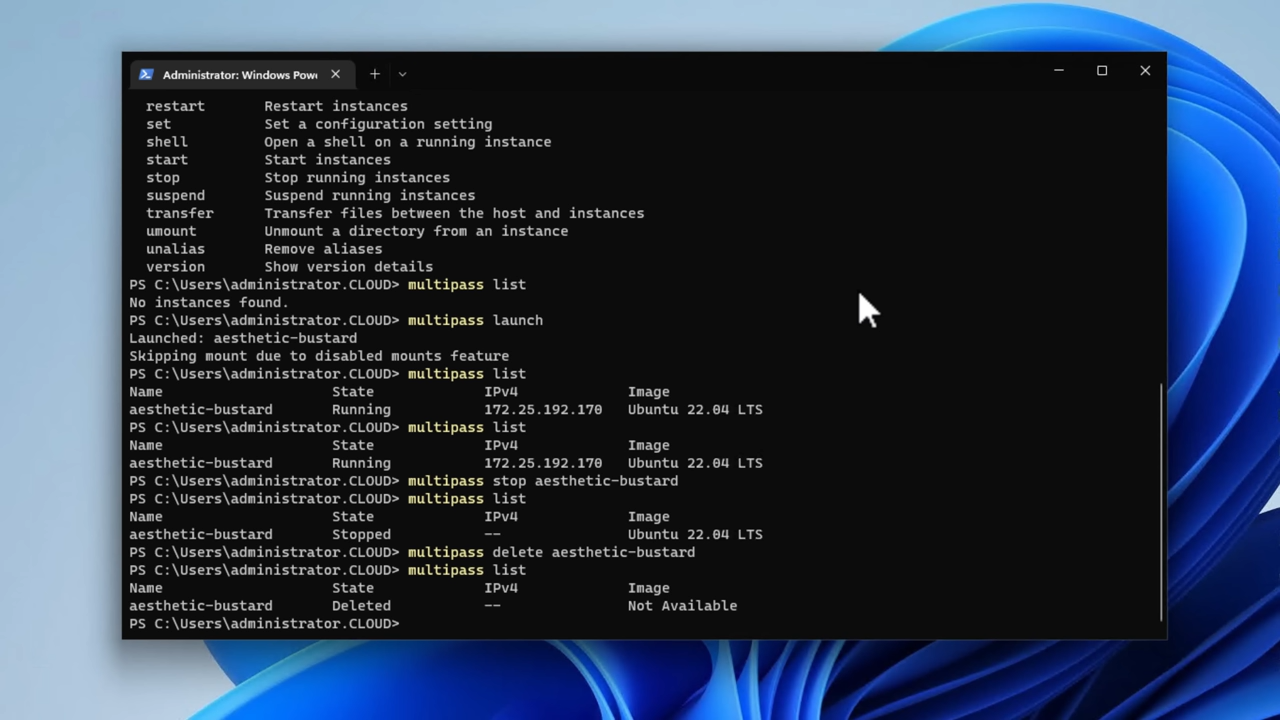 Administrator: Windows Pow
restart Restart instances
set Set a configuration setting
shell Open a shell on a running instance
start Start instances
stop Stop running instances
suspend Suspend running instances
transfer Transfer files between the host and instances
umount Unmount a directory from an instance
unalias Remove aliases
version Show version details
PS C:\Users\administrator.CLOUD> multipass list
No instances found.
PS C:\Users\administrator.CLOUD> multipass launch
Launched: aesthetic-bustard
Skipping mount due to disabled mounts feature
PS C:\Users\administrator.CLOUD> multipass list
Name State IPv4 Image
aesthetic-bustard Running 172.25.192.170 Ubuntu 22.04 LTS
PS C:\Users\administrator.CLOUD> multipass list
Name State IPv4 Image
aesthetic-bustard Running 172.25.192.170 Ubuntu 22.04 LTS
PS C:\Users\administrator.CLOUD> multipass stop aesthetic-bustard
PS C:\Users\administrator.CLOUD> multipass list
Name State IPv4 Image
aesthetic-bustard Stopped -- Ubuntu 22.04 LTS
PS C:\Users\administrator.CLOUD> multipass delete aesthetic-bustard
PS C:\Users\administrator.CLOUD> multipass list
Name State IPv4 Image
aesthetic-bustard Deleted -- Not Available
PS C:\Users\administrator.CLOUD>